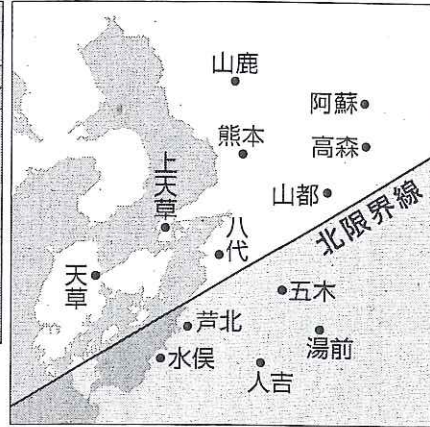 山鹿
阿蘇
熊本
高森
上天草
山都
北限界線
八代
天草
五木
芦北
湯前
水俣
人吉